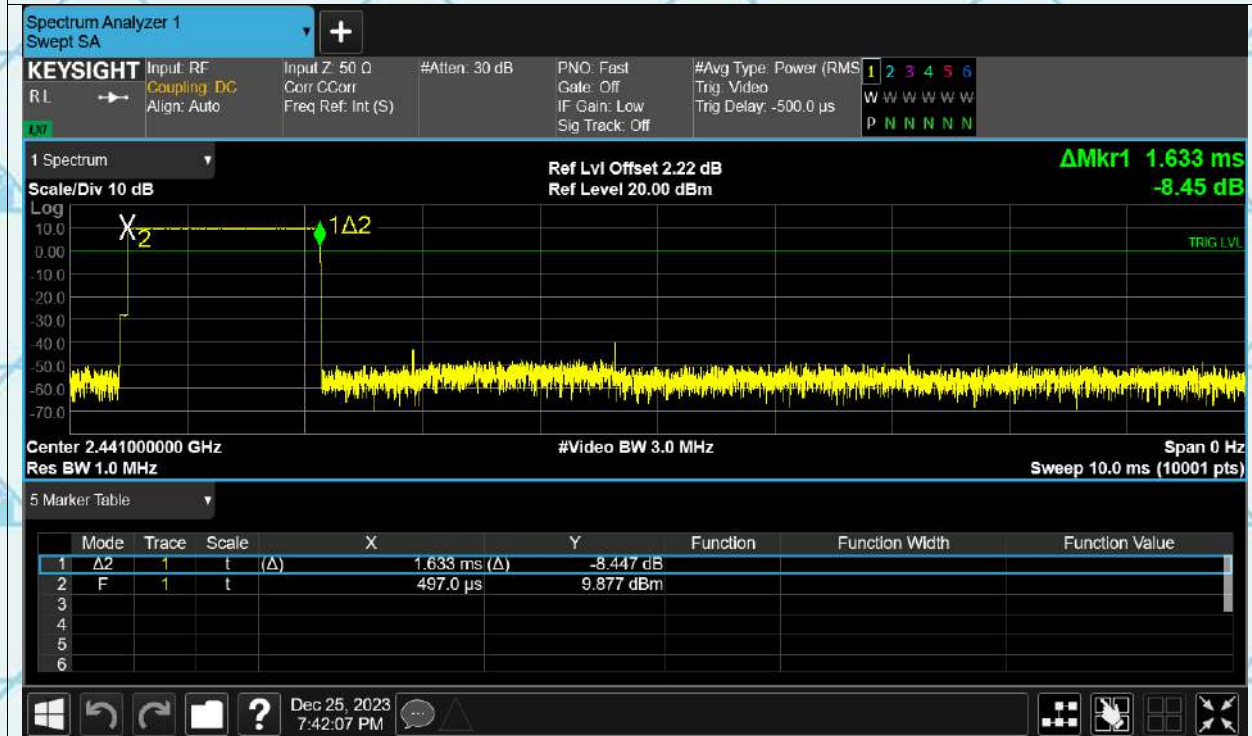 Spectrum Analyzer 1
Swept SA
+
KEYSIGHT
RL
LXI
Input: RF
Coupling: DC
Align: Auto
Input Z: 50 Ω
Corr CCorr
Freq Ref: Int (S)
#Atten: 30 dB
PNO: Fast
Gate: Off
IF Gain: Low
Sig Track: Off
#Avg Type: Power (RMS
Trig: Video
Trig Delay: -500.0 µs
1 2 3 4 5 6
W W W W W W
P N N N N N
1 Spectrum
Scale/Div 10 dB
Ref Lvl Offset 2.22 dB
Ref Level 20.00 dBm
ΔMkr1 1.633 ms
-8.45 dB
Log
10.0
0.00
-10.0
-20.0
-30.0
-40.0
-50.0
-60.0
-70.0
X2
1Δ2
TRIG LVL
Center 2.441000000 GHz
#Video BW 3.0 MHz
Span 0 Hz
Res BW 1.0 MHz
Sweep 10.0 ms (10001 pts)
5 Marker Table
Mode Trace Scale X Y Function Function Width Function Value
1 Δ2 1 t (Δ) 1.633 ms (Δ) -8.447 dB
2 F 1 t 497.0 µs 9.877 dBm
3
4
5
6
?
Dec 25, 2023
7:42:07 PM